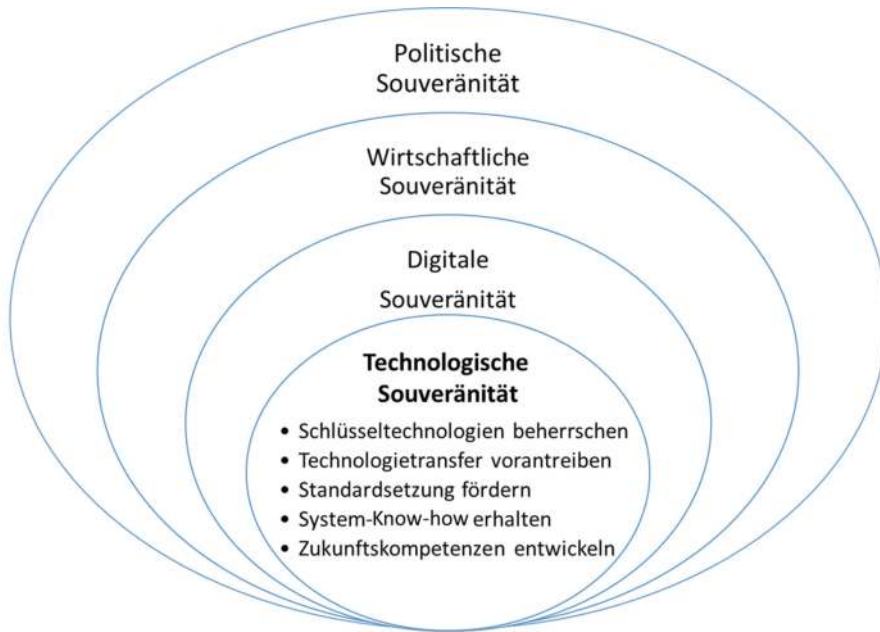 Politische
Souveränität
Wirtschaftliche
Souveränität
Digitale
Souveränität
Technologische
Souveränität
• Schlüsseltechnologien beherrschen
• Technologietransfer vorantreiben
• Standardsetzung fördern
• System-Know-how erhalten
• Zukunftskompetenzen entwickeln